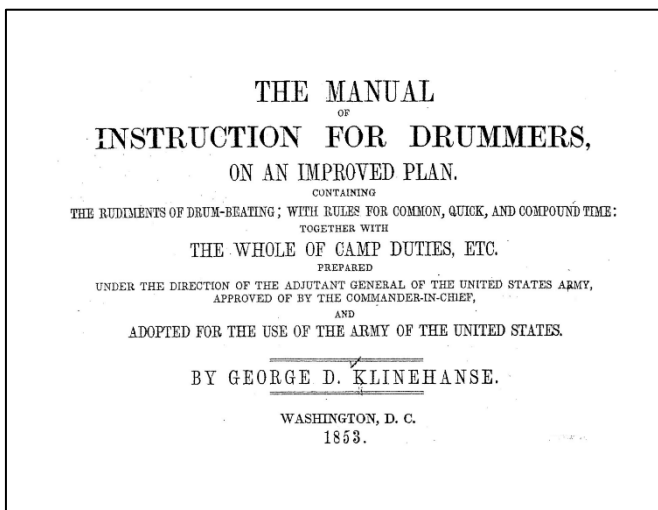 THE MANUAL
OF
INSTRUCTION FOR DRUMMERS,
ON AN IMPROVED PLAN.
CONTAINING
THE RUDIMENTS OF DRUM-BEATING; WITH RULES FOR COMMON, QUICK, AND COMPOUND TIME:
TOGETHER WITH
THE WHOLE OF CAMP DUTIES, ETC.
PREPARED
UNDER THE DIRECTION OF THE ADJUTANT GENERAL OF THE UNITED STATES ARMY,
APPROVED OF BY THE COMMANDER-IN-CHIEF,
AND
ADOPTED FOR THE USE OF THE ARMY OF THE UNITED STATES.
BY GEORGE D. KLINEHANSE.
WASHINGTON, D. C.
1853.